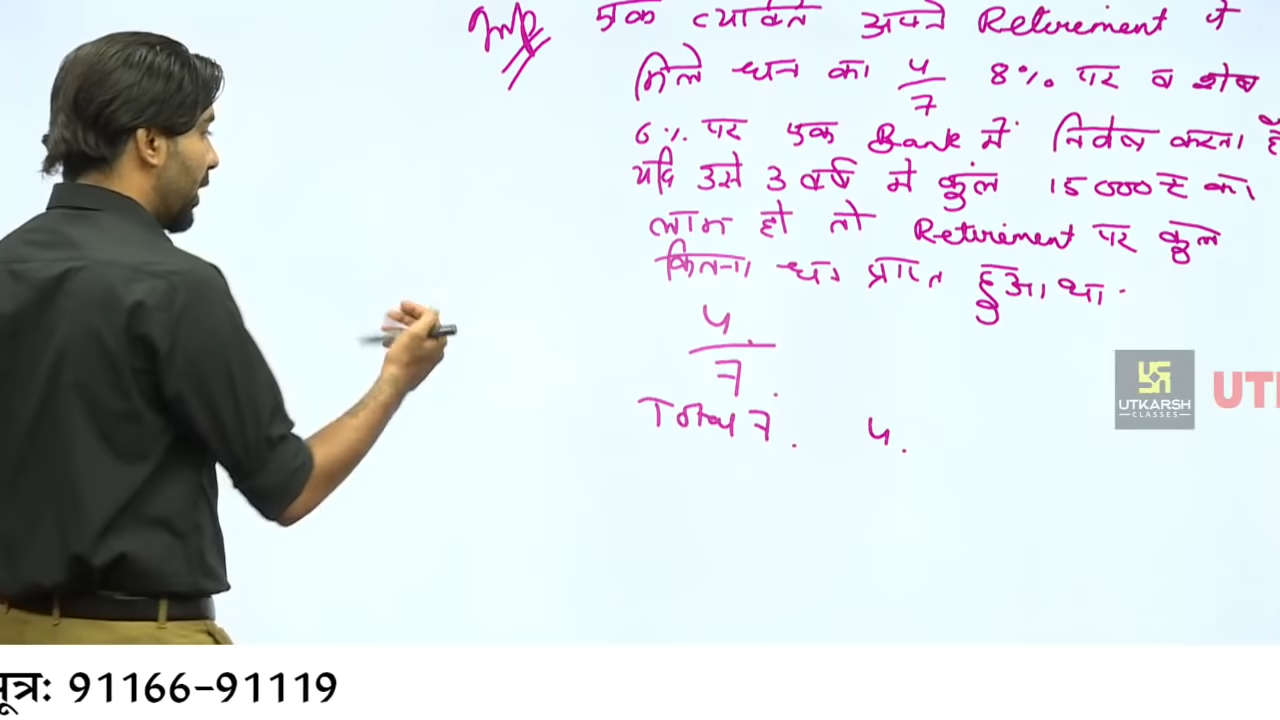 Imp एक व्यक्ति अपने Retirement पे
मिले धन का 4/7 8% पर व शेष
6% पर एक Bank में निवेश करता है
यदि उसे 3 वर्ष में कुल 15000₹ का
लाभ हो तो Retirement पर कुल
कितना धन प्राप्त हुआ था.
4
7
Total 7 4
UTKARSH
CLASSES
UT
सूत्र: 91166-91119